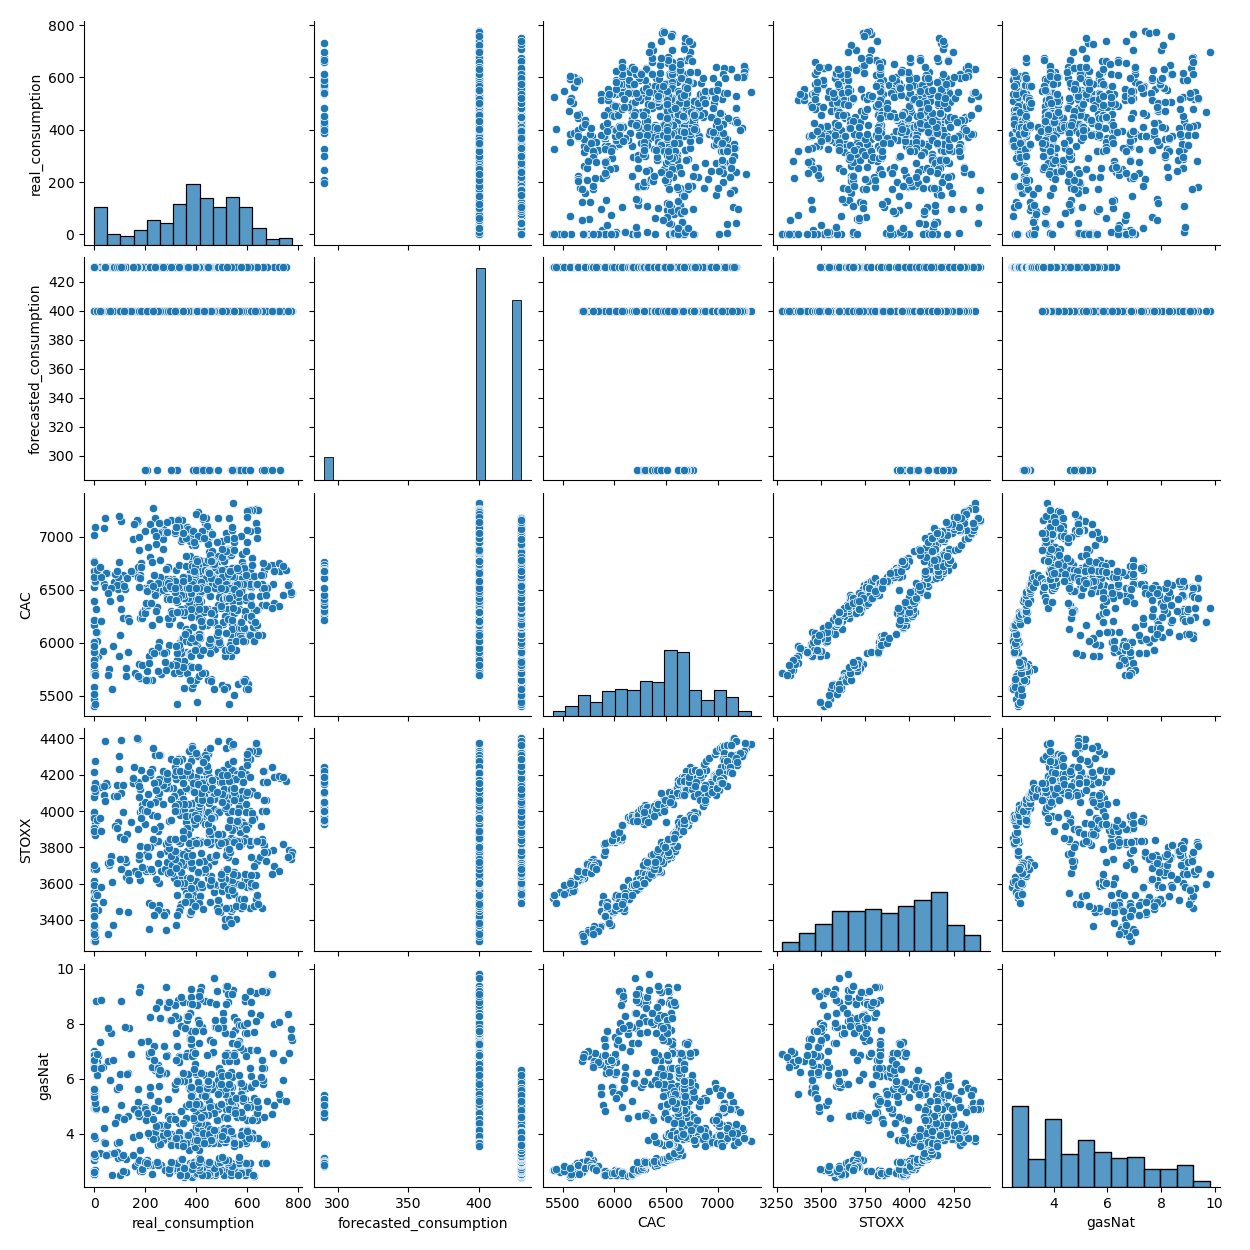 800
600
400
200
0
real_consumption
420
400
380
360
340
320
300
forecasted_consumption
7000
6500
6000
5500
CAC
4400
4200
4000
3800
3600
3400
STOXX
10
8
6
4
gasNat
0 200 400 600 800
real_consumption
300 350 400
forecasted_consumption
5500 6000 6500 7000
CAC
3250 3500 3750 4000 4250
STOXX
4 6 8 10
gasNat